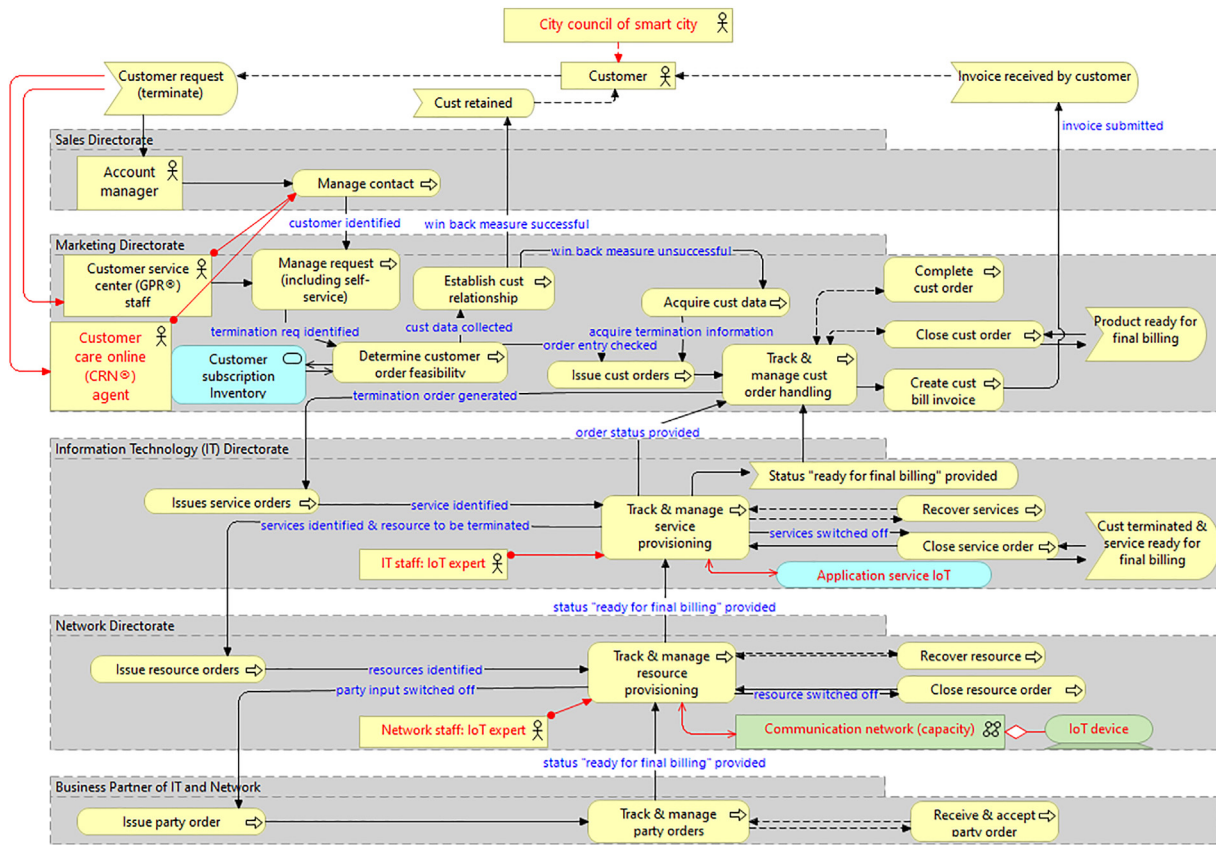 City council of smart city
Customer request
(terminate)
Customer
Invoice received by customer
Cust retained
invoice submitted
Sales Directorate
Account
manager
Manage contact
customer identified
win back measure successful
Marketing Directorate
win back measure unsuccessful
Customer service
center (GPR®)
staff
Manage request
(including self-
service)
Establish cust
relationship
Complete
cust order
Acquire cust data
termination req identified
cust data collected
acquire termination information
Close cust order
Product ready for
final billing
Customer
care online
(CRN®)
agent
Customer
subscription
Inventory
Determine customer
order feasibility
order entry checked
Issue cust orders
Track &
manage cust
order handling
Create cust
bill invoice
termination order generated
order status provided
Information Technology (IT) Directorate
Status "ready for final billing" provided
Issues service orders
service identified
Track & manage
service
provisioning
Recover services
services identified & resource to be terminated
services switched off
Cust terminated &
service ready for
final billing
Close service order
IT staff: IoT expert
Application service IoT
status "ready for final billing" provided
Network Directorate
Issue resource orders
resources identified
Track & manage
resource
provisioning
Recover resource
party input switched off
resource switched off
Close resource order
Network staff: IoT expert
Communication network (capacity)
IoT device
status "ready for final billing" provided
Business Partner of IT and Network
Issue party order
Track & manage
party orders
Receive & accept
party order